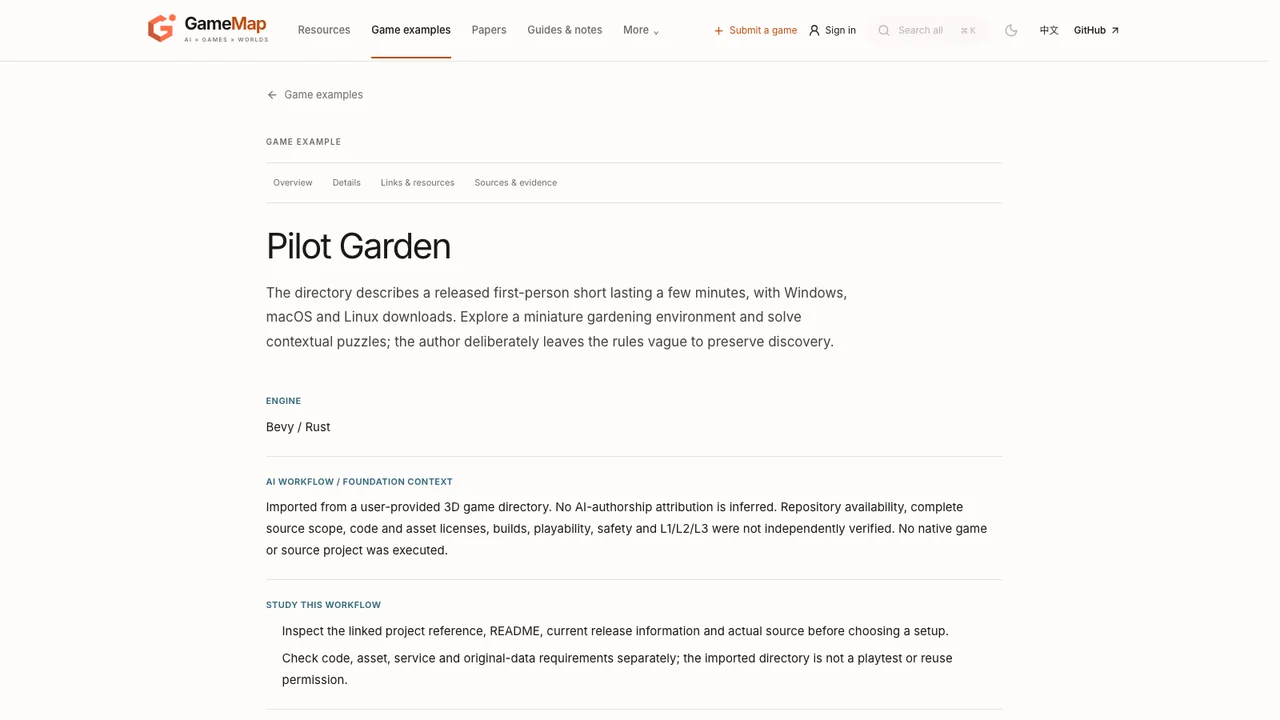 GameMap
AI × GAMES × WORLDS
Resources
Game examples
Papers
Guides & notes
More
Submit a game
Sign in
Search all
⌘ K
中文
GitHub
Game examples
GAME EXAMPLE
Overview
Details
Links & resources
Sources & evidence
Pilot Garden
The directory describes a released first-person short lasting a few minutes, with Windows,
macOS and Linux downloads. Explore a miniature gardening environment and solve
contextual puzzles; the author deliberately leaves the rules vague to preserve discovery.
ENGINE
Bevy / Rust
AI WORKFLOW / FOUNDATION CONTEXT
Imported from a user-provided 3D game directory. No AI-authorship attribution is inferred. Repository availability, complete
source scope, code and asset licenses, builds, playability, safety and L1/L2/L3 were not independently verified. No native game
or source project was executed.
STUDY THIS WORKFLOW
Inspect the linked project reference, README, current release information and actual source before choosing a setup.
Check code, asset, service and original-data requirements separately; the imported directory is not a playtest or reuse
permission.